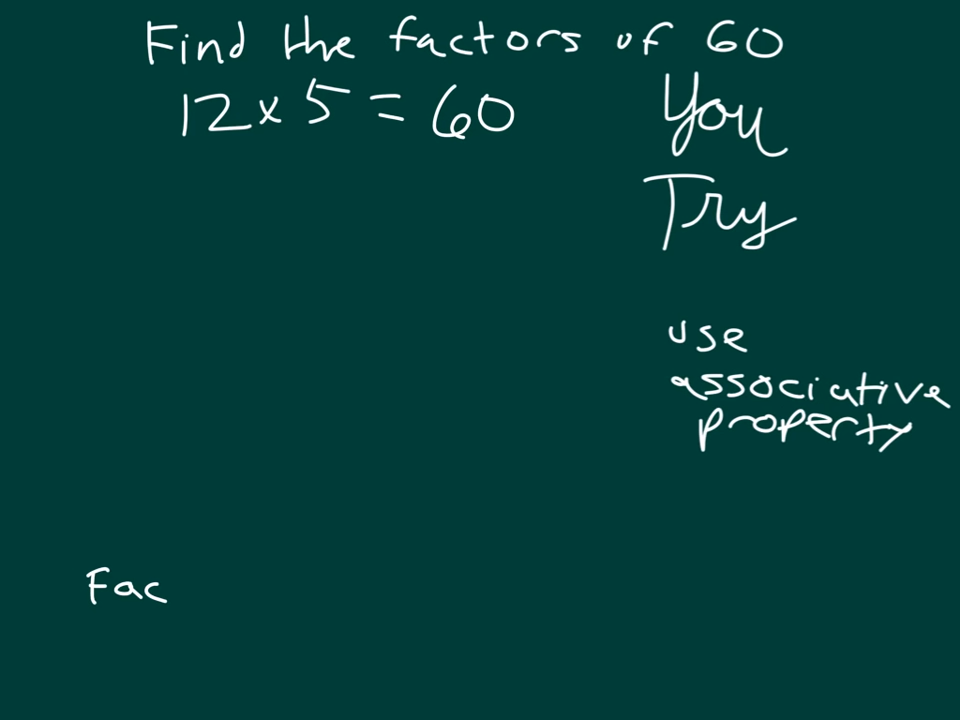 Find the factors of 60
12 x 5 = 60
You
Try
use
associative
property
Fac